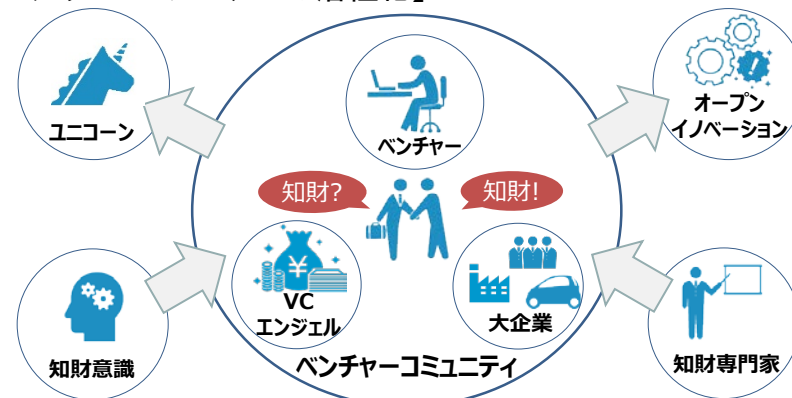 ユニコーン
ベンチャー
オープン
イノベーション
知財?
知財!
VC
エンジェル
大企業
知財意識
ベンチャーコミュニティ
知財専門家